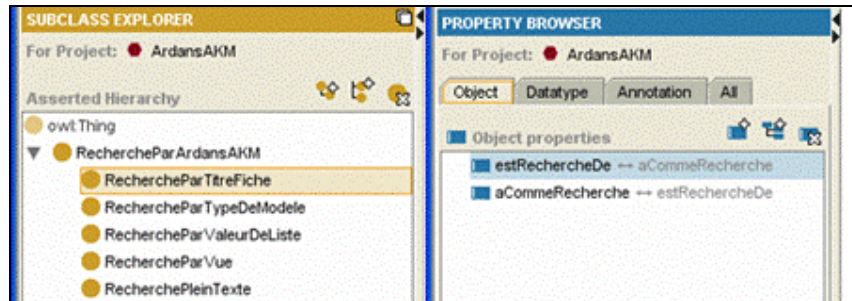 SUBCLASS EXPLORER
For Project: ArdansAKM
Asserted Hierarchy
owl:Thing
RechercheParArdansAKM
RechercheParTitreFiche
RechercheParTypeDeModele
RechercheParValeurDeListe
RechercheParVue
RecherchePleinTexte
PROPERTY BROWSER
For Project: ArdansAKM
Object Datatype Annotation All
Object properties
estRechercheDe ↔ aCommeRecherche
aCommeRecherche ↔ estRechercheDe